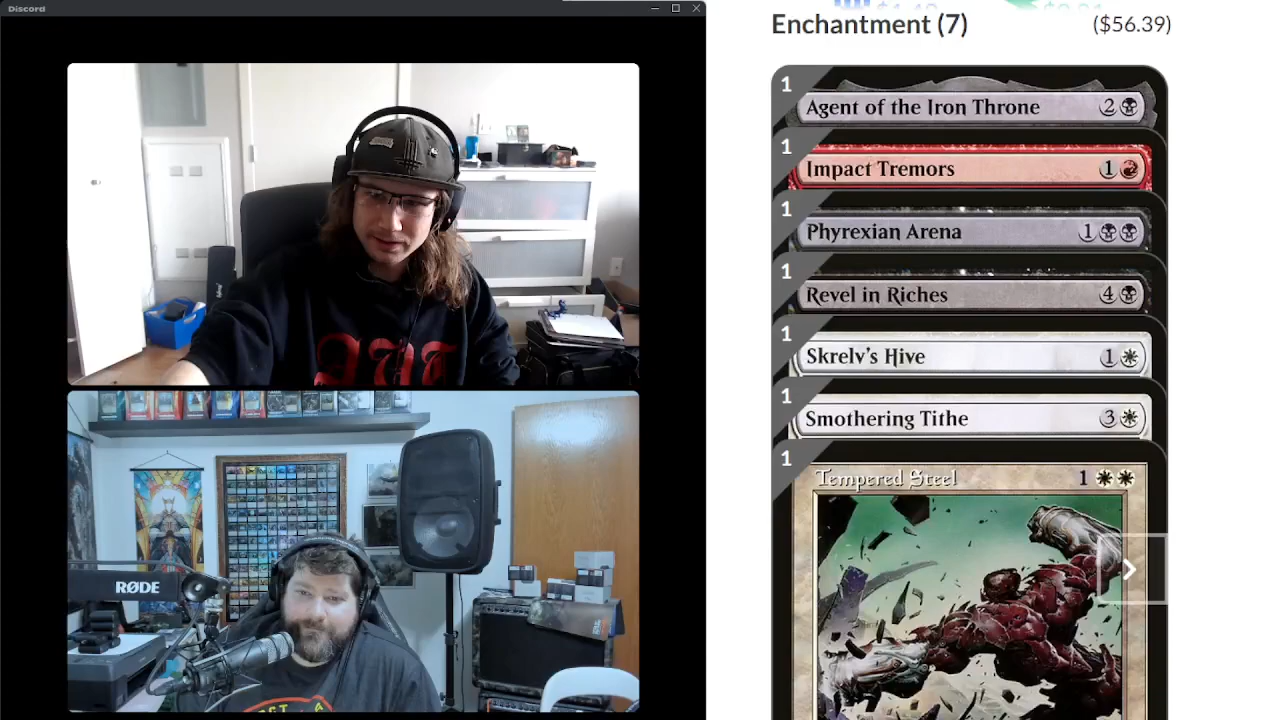 Discord
RØDE
Enchantment (7)
($56.39)
1
Agent of the Iron Throne
2
1
Impact Tremors
1
1
Phyrexian Arena
1
1
Revel in Riches
4
1
Skrelv's Hive
1
1
Smothering Tithe
3
1
Tempered Steel
1